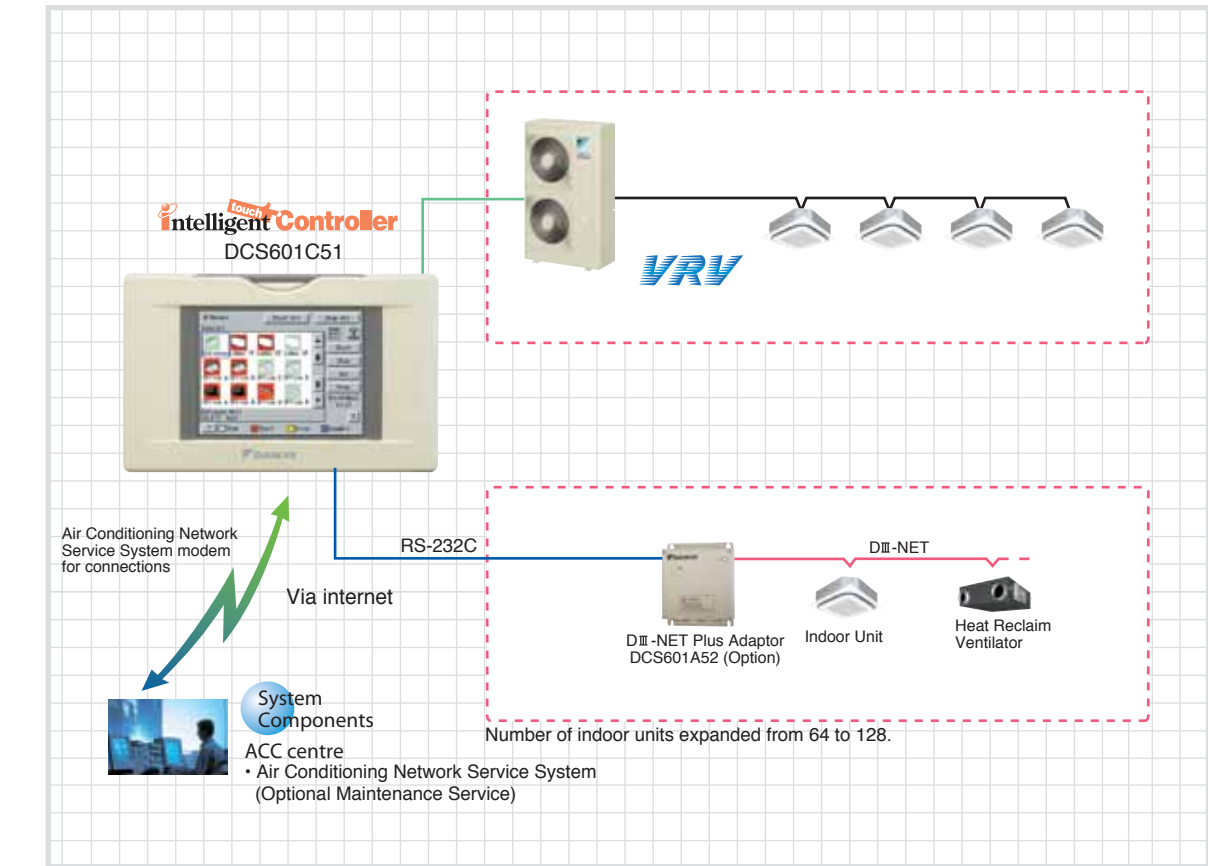 intelligent touch Controller
DCS601C51
VRV
DAIKIN
Air Conditioning Network
Service System modem
for connections
Via internet
RS-232C
DⅢ-NET
DⅢ-NET Plus Adaptor
DCS601A52 (Option)
Indoor Unit
Heat Reclaim
Ventilator
Number of indoor units expanded from 64 to 128.
System
Components
ACC centre
• Air Conditioning Network Service System
(Optional Maintenance Service)